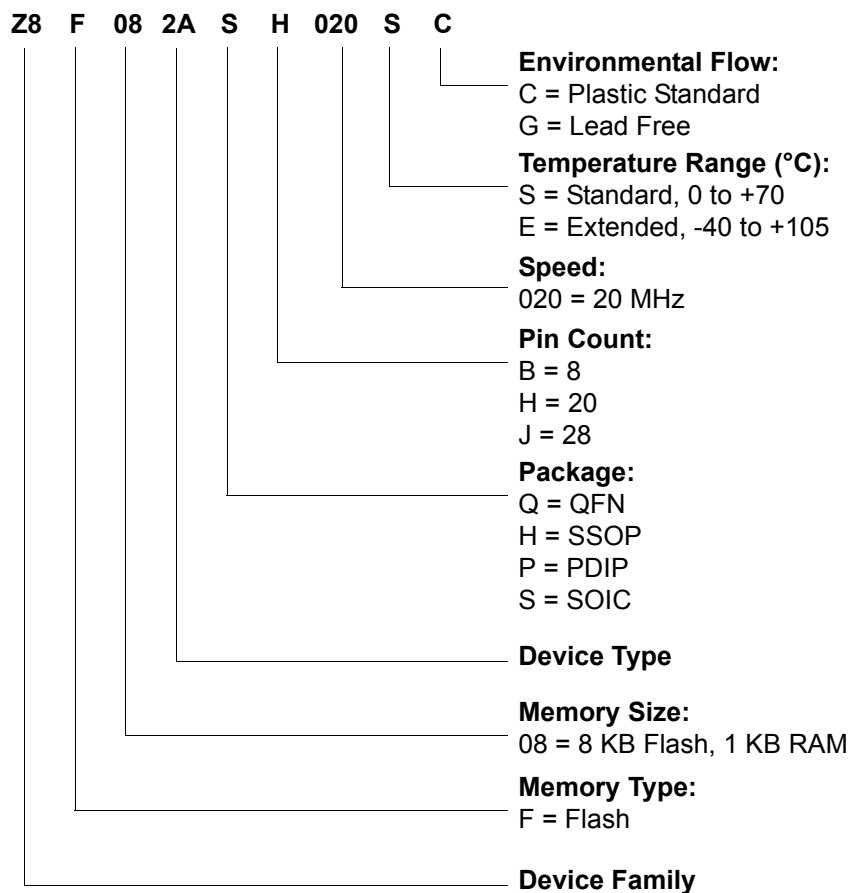 Z8 F 08 2A S H 020 S C
Environmental Flow:
C = Plastic Standard
G = Lead Free
Temperature Range (°C):
S = Standard, 0 to +70
E = Extended, -40 to +105
Speed:
020 = 20 MHz
Pin Count:
B = 8
H = 20
J = 28
Package:
Q = QFN
H = SSOP
P = PDIP
S = SOIC
Device Type
Memory Size:
08 = 8 KB Flash, 1 KB RAM
Memory Type:
F = Flash
Device Family